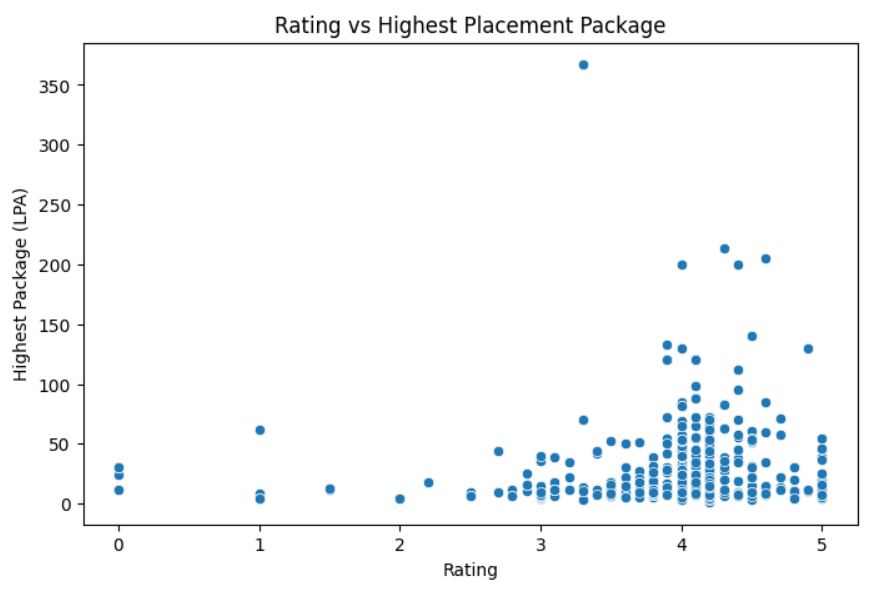 Rating vs Highest Placement Package
Highest Package (LPA)
350
300
250
200
150
100
50
0
0 1 2 3 4 5
Rating